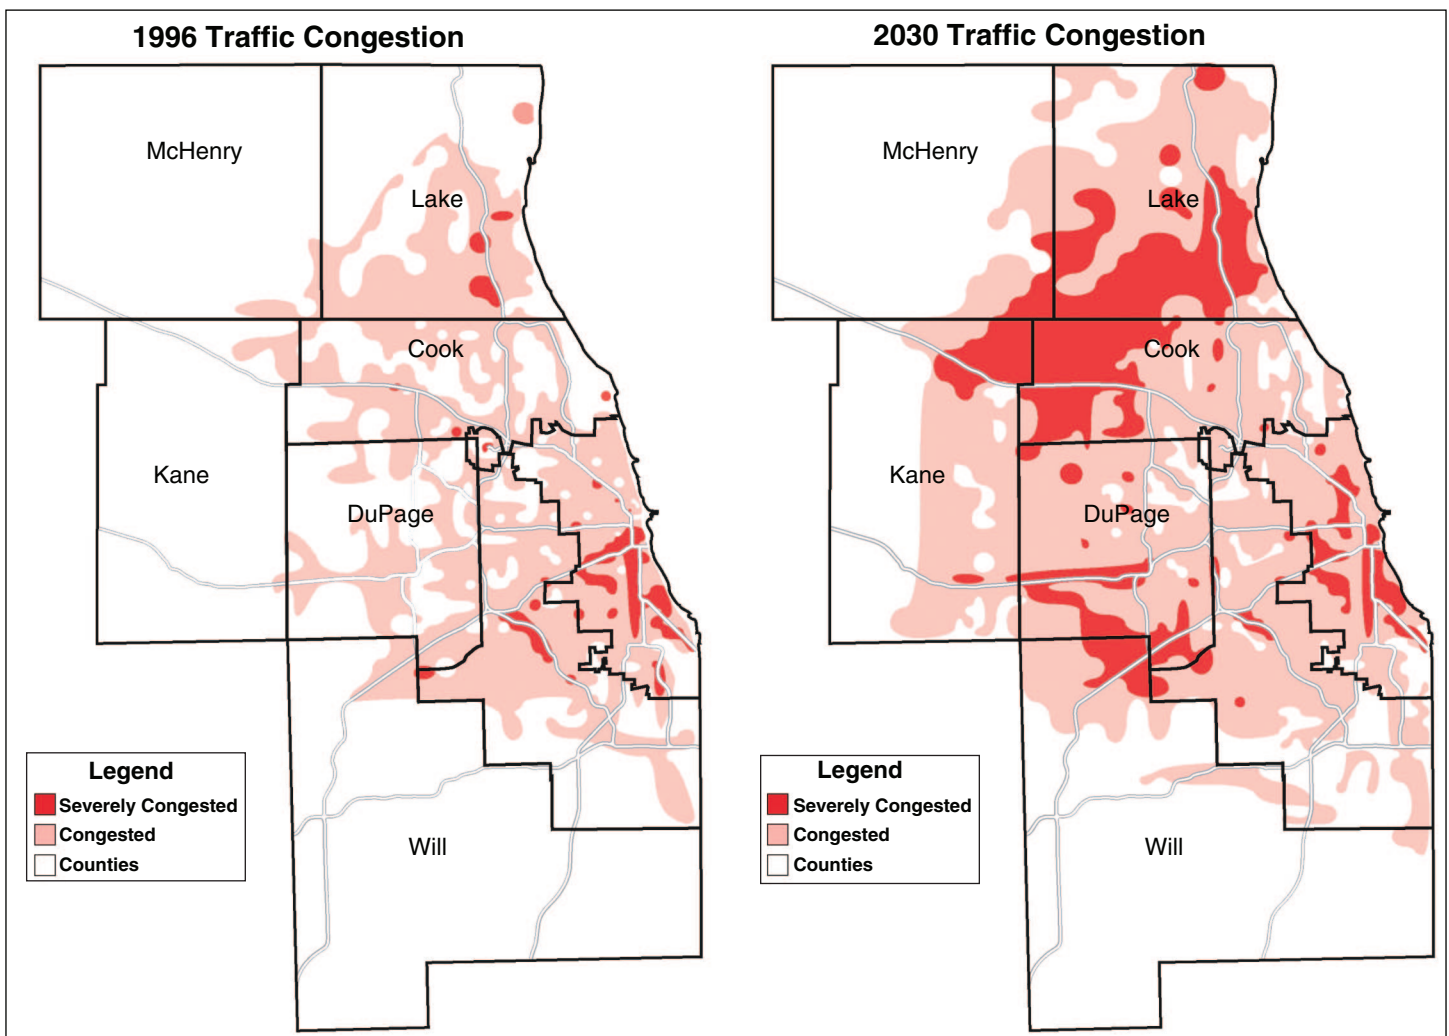 1996 Traffic Congestion
McHenry
Lake
Cook
Kane
DuPage
Will
Legend
Severely Congested
Congested
Counties
2030 Traffic Congestion
McHenry
Lake
Cook
Kane
DuPage
Will
Legend
Severely Congested
Congested
Counties